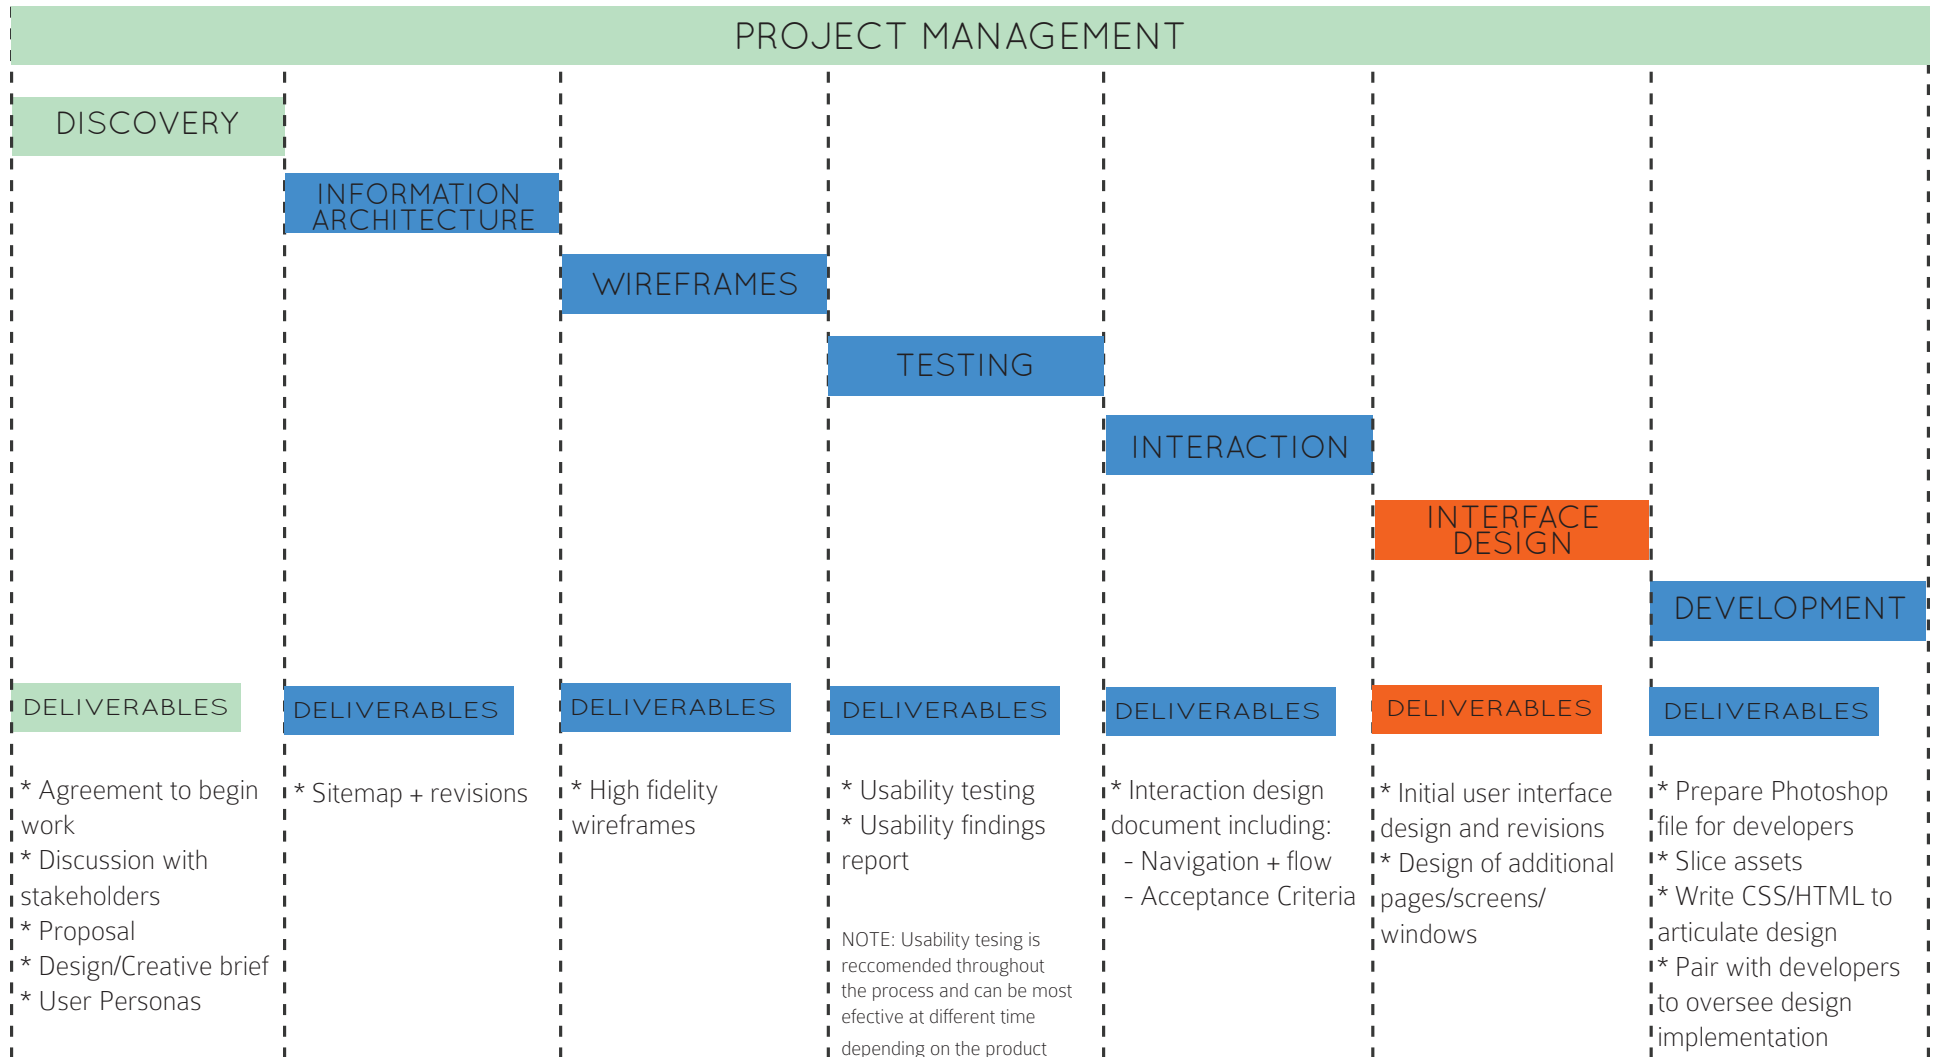 PROJECT MANAGEMENT
DISCOVERY
INFORMATION
ARCHITECTURE
WIREFRAMES
TESTING
INTERACTION
INTERFACE
DESIGN
DEVELOPMENT
DELIVERABLES
* Agreement to begin
work
* Discussion with
stakeholders
* Proposal
* Design/Creative brief
* User Personas
DELIVERABLES
* Sitemap + revisions
DELIVERABLES
* High fidelity
wireframes
DELIVERABLES
* Usability testing
* Usability findings
report
NOTE: Usability tesing is
reccomended throughout
the process and can be most
efective at different time
depending on the product
DELIVERABLES
* Interaction design
document including:
- Navigation + flow
- Acceptance Criteria
DELIVERABLES
* Initial user interface
design and revisions
* Design of additional
pages/screens/
windows
DELIVERABLES
* Prepare Photoshop
file for developers
* Slice assets
* Write CSS/HTML to
articulate design
* Pair with developers
to oversee design
implementation